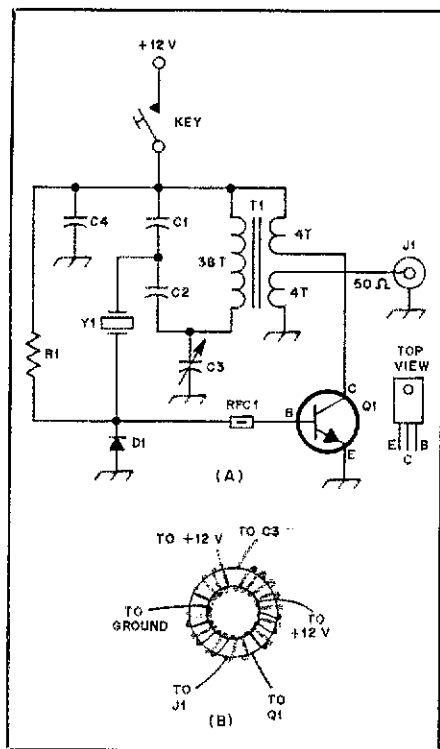 +12 V
KEY
C4
C1
T1
4T
J1
38T
C2
50 Ω
4T
Y1
R1
C3
TOP
VIEW
RFC1
B
C
Q1
D1
E
E
C
B
(A)
TO +12 V
TO C3
TO
GROUND
TO
+12 V
TO
J1
TO
Q1
(B)